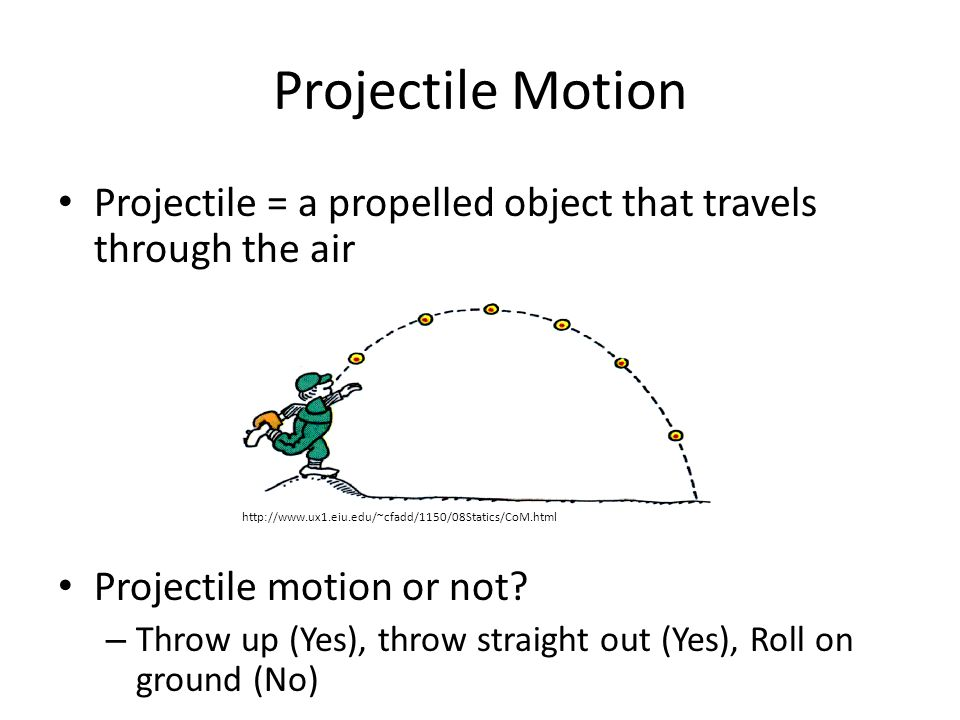 Projectile Motion
• Projectile = a propelled object that travels
through the air
http://www.ux1.eiu.edu/~cfadd/1150/08Statics/CoM.html
• Projectile motion or not?
– Throw up (Yes), throw straight out (Yes), Roll on
ground (No)